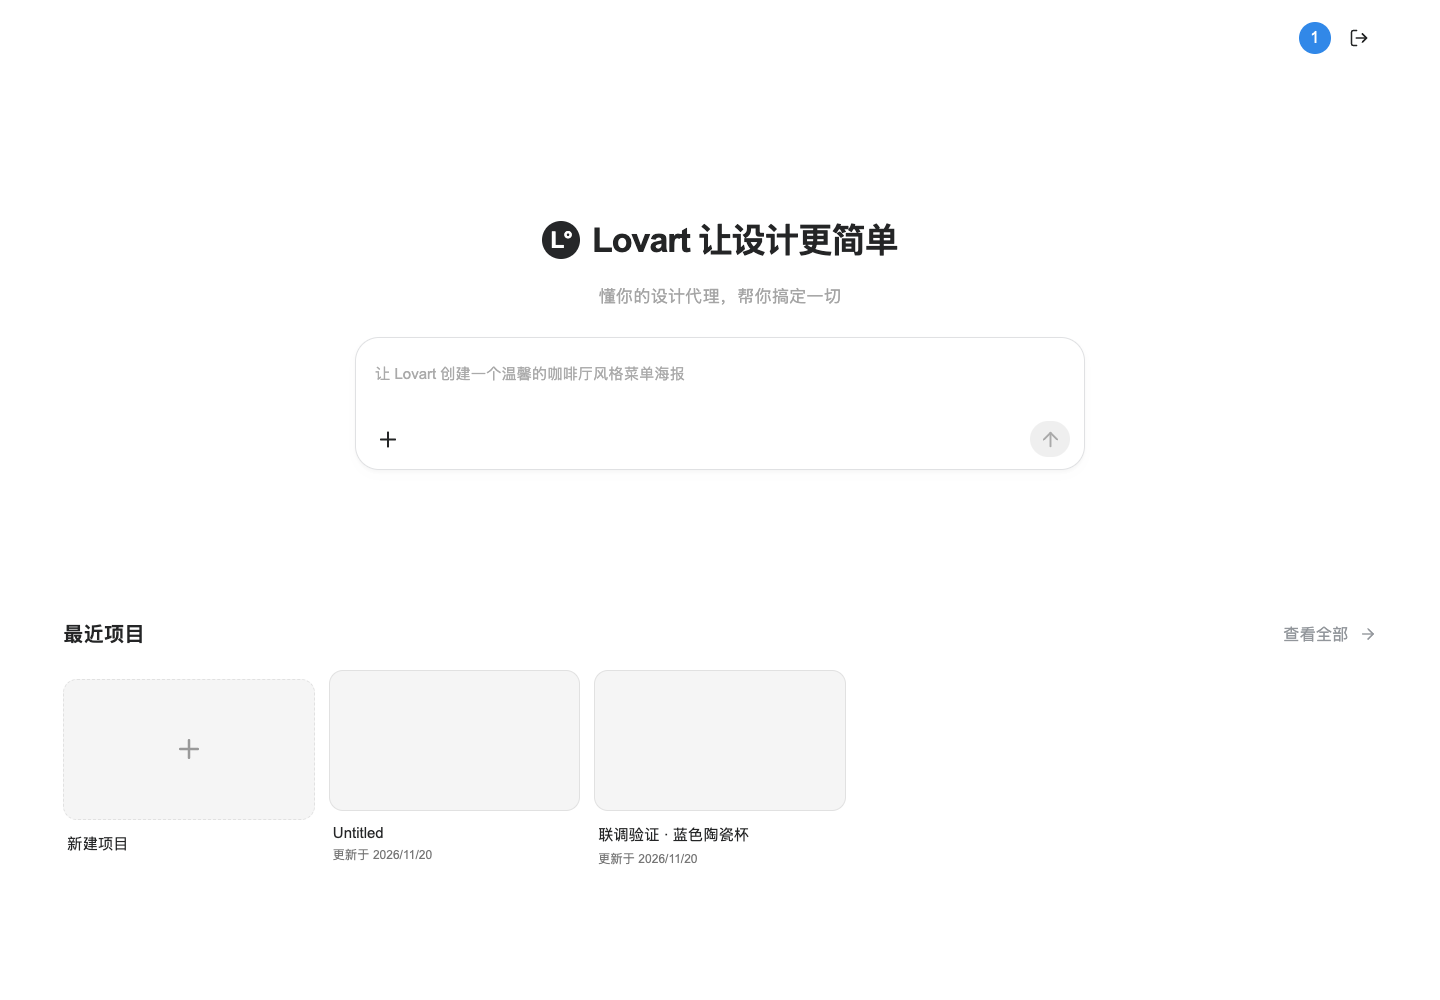 1
L° Lovart 让设计更简单
懂你的设计代理，帮你搞定一切
让 Lovart 创建一个温馨的咖啡厅风格菜单海报
最近项目
查看全部
新建项目
Untitled
更新于 2026/11/20
联调验证 · 蓝色陶瓷杯
更新于 2026/11/20